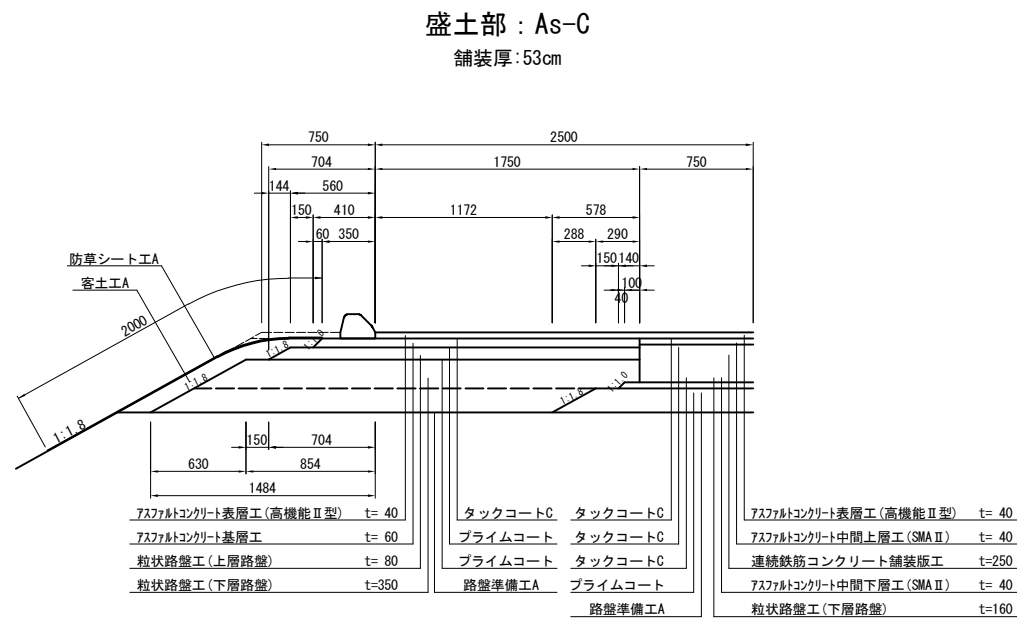 盛土部：As-C
舗装厚:53cm
750
2500
704
1750
750
144
560
150
410
1172
578
60
350
288
290
150
140
100
40
防草シート工A
客土工A
2000
1:1.8
1:1.0
1:1.8
1:1.0
1:1.8
1:1.8
150
704
630
854
1484
ｱｽﾌｧﾙﾄｺﾝｸﾘｰﾄ表層工(高機能Ⅱ型) t= 40
ｱｽﾌｧﾙﾄｺﾝｸﾘｰﾄ基層工 t= 60
粒状路盤工(上層路盤) t= 80
粒状路盤工(下層路盤) t=350
タックコートC
プライムコート
プライムコート
路盤準備工A
タックコートC
タックコートC
タックコートC
プライムコート
路盤準備工A
ｱｽﾌｧﾙﾄｺﾝｸﾘｰﾄ表層工(高機能Ⅱ型) t= 40
ｱｽﾌｧﾙﾄｺﾝｸﾘｰﾄ中間上層工(SMAⅡ) t= 40
連続鉄筋コンクリート舗装版工 t=250
ｱｽﾌｧﾙﾄｺﾝｸﾘｰﾄ中間下層工(SMAⅡ) t= 40
粒状路盤工(下層路盤) t=160